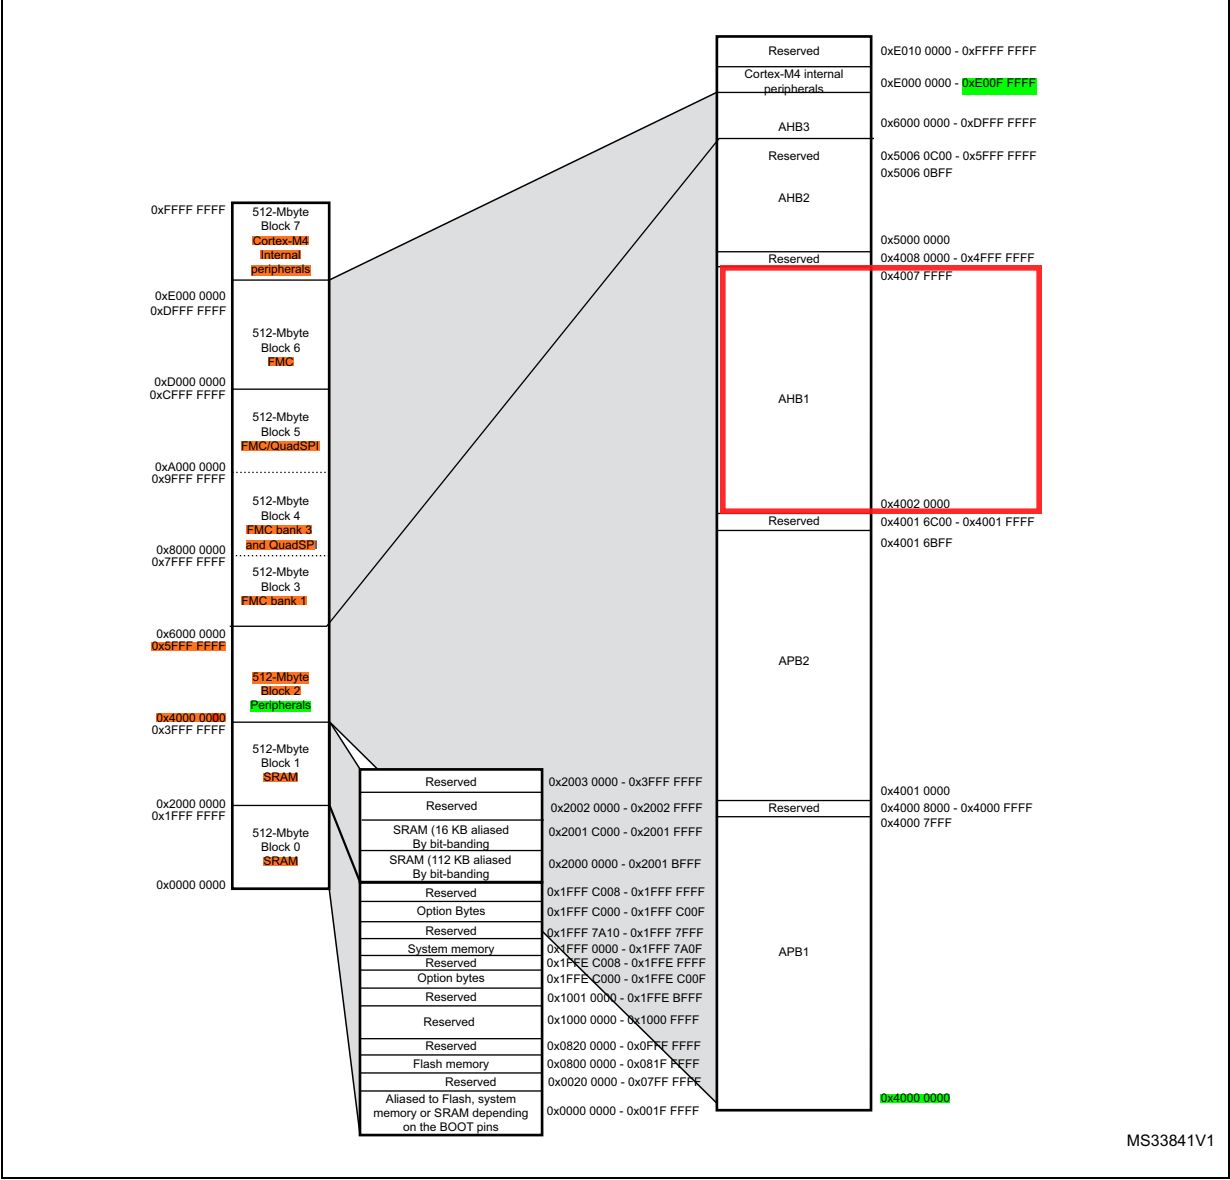 0xFFFF FFFF
512-Mbyte
Block 7
Cortex-M4
Internal
peripherals
0xE000 0000
0xDFFF FFFF
512-Mbyte
Block 6
FMC
0xD000 0000
0xCFFF FFFF
512-Mbyte
Block 5
FMC/QuadSPI
0xA000 0000
0x9FFF FFFF
512-Mbyte
Block 4
FMC bank 3
and QuadSPI
0x8000 0000
0x7FFF FFFF
512-Mbyte
Block 3
FMC bank 1
0x6000 0000
0x5FFF FFFF
512-Mbyte
Block 2
Peripherals
0x4000 0000
0x3FFF FFFF
512-Mbyte
Block 1
SRAM
0x2000 0000
0x1FFF FFFF
512-Mbyte
Block 0
SRAM
0x0000 0000
Reserved 0x2003 0000 - 0x3FFF FFFF
Reserved 0x2002 0000 - 0x2002 FFFF
SRAM (16 KB aliased
By bit-banding
0x2001 C000 - 0x2001 FFFF
SRAM (112 KB aliased
By bit-banding
0x2000 0000 - 0x2001 BFFF
Reserved 0x1FFF C008 - 0x1FFF FFFF
Option Bytes 0x1FFF C000 - 0x1FFF C00F
Reserved 0x1FFF 7A10 - 0x1FFF 7FFF
System memory 0x1FFF 0000 - 0x1FFF 7A0F
Reserved 0x1FFE C008 - 0x1FFE FFFF
Option bytes 0x1FFE C000 - 0x1FFE C00F
Reserved 0x1001 0000 - 0x1FFE BFFF
Reserved 0x1000 0000 - 0x1000 FFFF
Reserved 0x0820 0000 - 0x0FFF FFFF
Flash memory 0x0800 0000 - 0x081F FFFF
Reserved 0x0020 0000 - 0x07FF FFFF
Aliased to Flash, system
memory or SRAM depending
on the BOOT pins
0x0000 0000 - 0x001F FFFF
Reserved 0xE010 0000 - 0xFFFF FFFF
Cortex-M4 internal
peripherals
0xE000 0000 - 0xE00F FFFF
AHB3 0x6000 0000 - 0xDFFF FFFF
Reserved 0x5006 0C00 - 0x5FFF FFFF
0x5006 0BFF
AHB2
0x5000 0000
Reserved 0x4008 0000 - 0x4FFF FFFF
0x4007 FFFF
AHB1
0x4002 0000
Reserved 0x4001 6C00 - 0x4001 FFFF
0x4001 6BFF
APB2
0x4001 0000
Reserved 0x4000 8000 - 0x4000 FFFF
0x4000 7FFF
APB1
0x4000 0000
MS33841V1